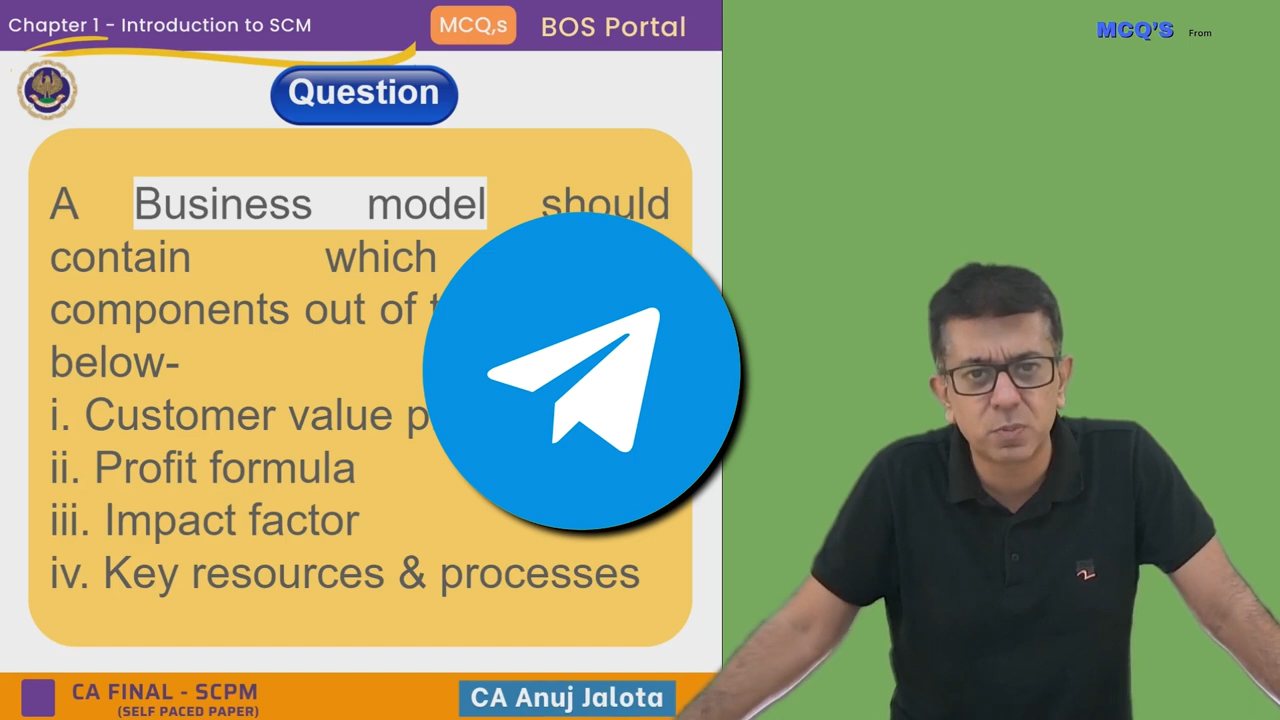 Chapter 1 - Introduction to SCM
MCQ,s
BOS Portal
MCQ'S From
Question
A Business model should
contain which
components out of
below-
i. Customer value
ii. Profit formula
iii. Impact factor
iv. Key resources & processes
CA FINAL - SCPM
(SELF PACED PAPER)
CA Anuj Jalota